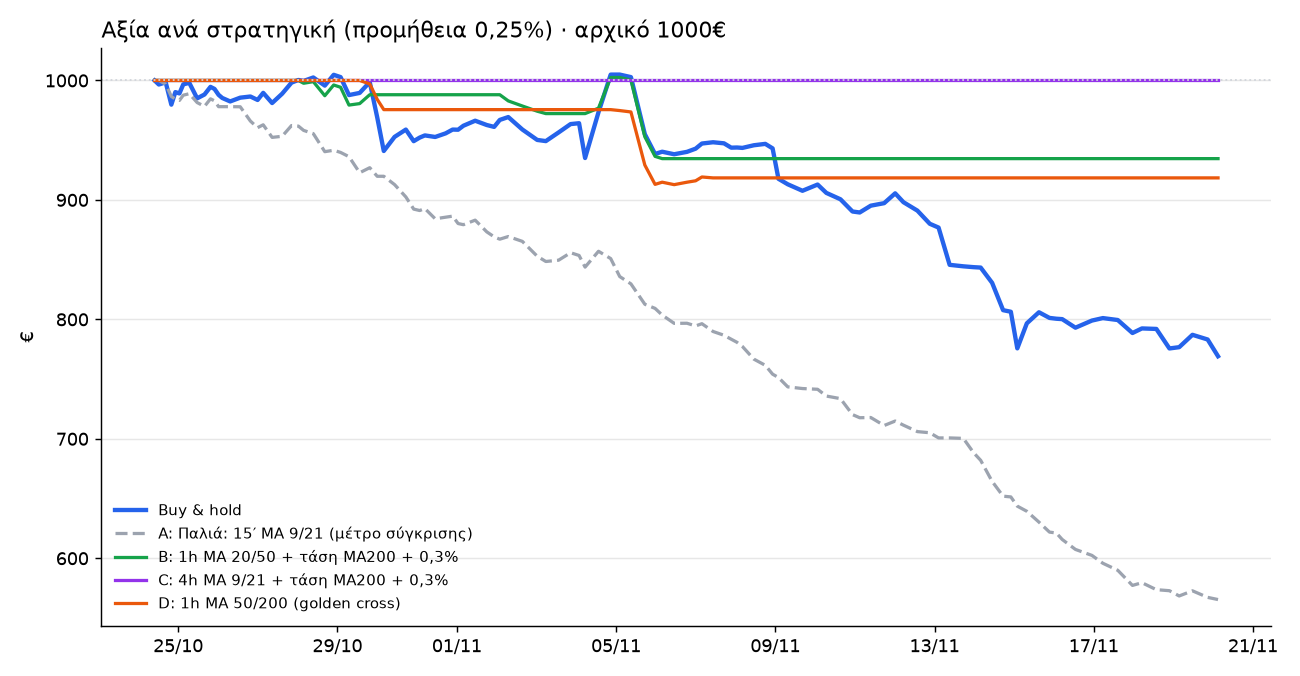 Αξία ανά στρατηγική (προμήθεια 0,25%) · αρχικό 1000€
1000
900
800
700
600
€
Buy & hold
A: Παλιά: 15΄ MA 9/21 (μέτρο σύγκρισης)
B: 1h MA 20/50 + τάση MA200 + 0,3%
C: 4h MA 9/21 + τάση MA200 + 0,3%
D: 1h MA 50/200 (golden cross)
25/10 29/10 01/11 05/11 09/11 13/11 17/11 21/11